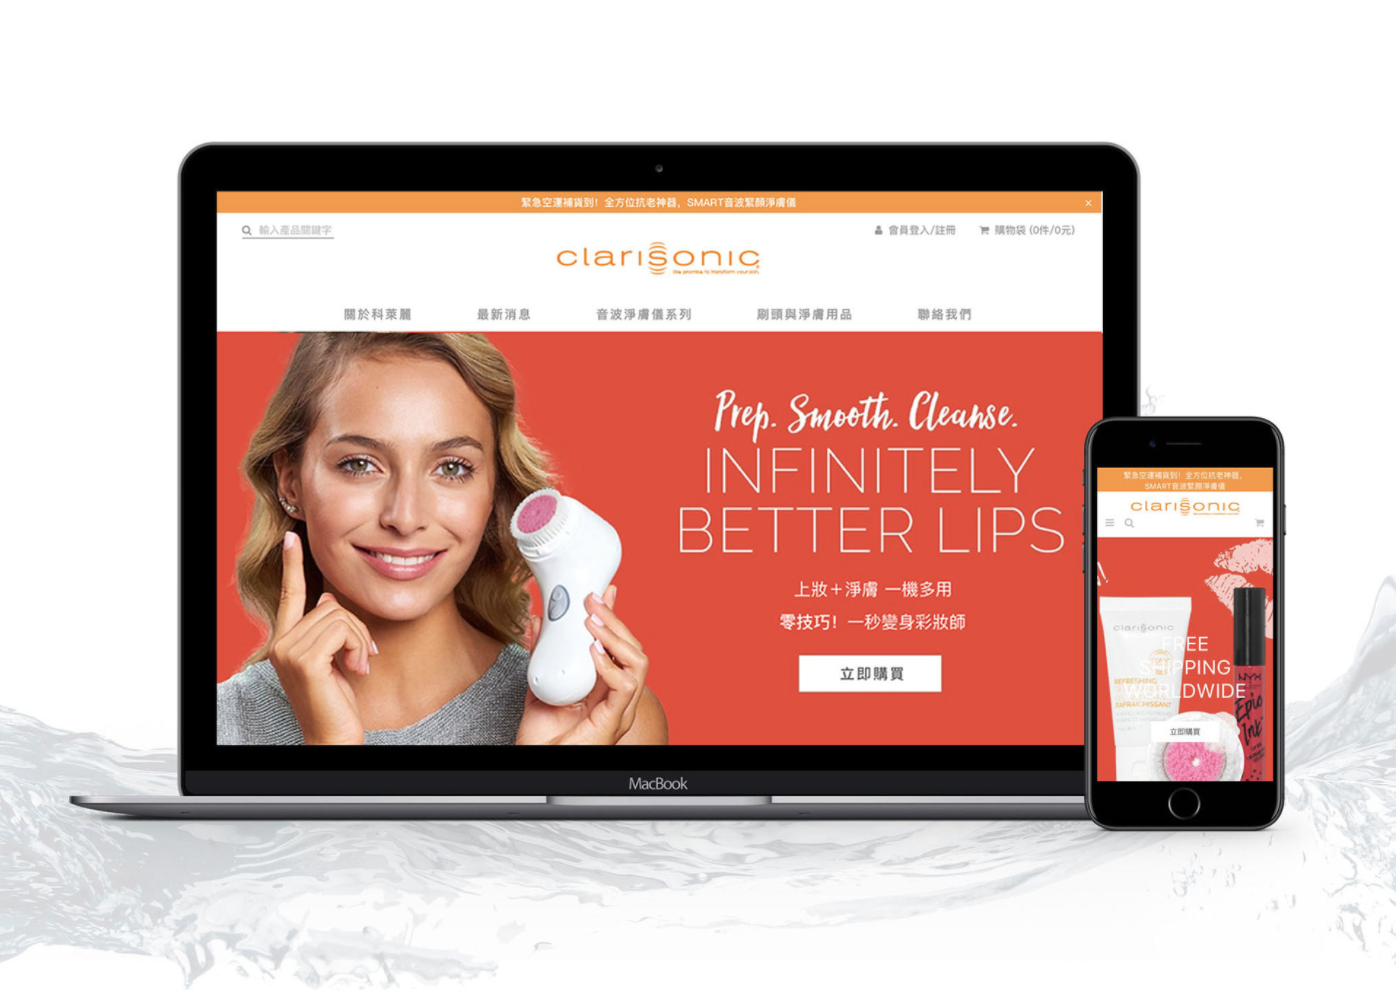 緊急空運補貨到！全方位抗老神器，SMART音波緊顏淨膚儀
×
輸入產品關鍵字
會員登入/註冊 購物袋 (0件/0元)
clarisonic
the promise to transform your skin.
關於科萊麗 最新消息 音波淨膚儀系列 刷頭與淨膚用品 聯絡我們
Prep. Smooth. Cleanse.
INFINITELY
BETTER LIPS
上妝＋淨膚 一機多用
零技巧！一秒變身彩妝師
立即購買
MacBook
緊急空運補貨到！全方位抗老神器，
SMART音波緊顏淨膚儀
clarisonic
clarisonic
FREE
SHIPPING
WORLDWIDE
REFRESHING
RAFRAÎCHISSANT
NYX
Epic
Ink
立即購買